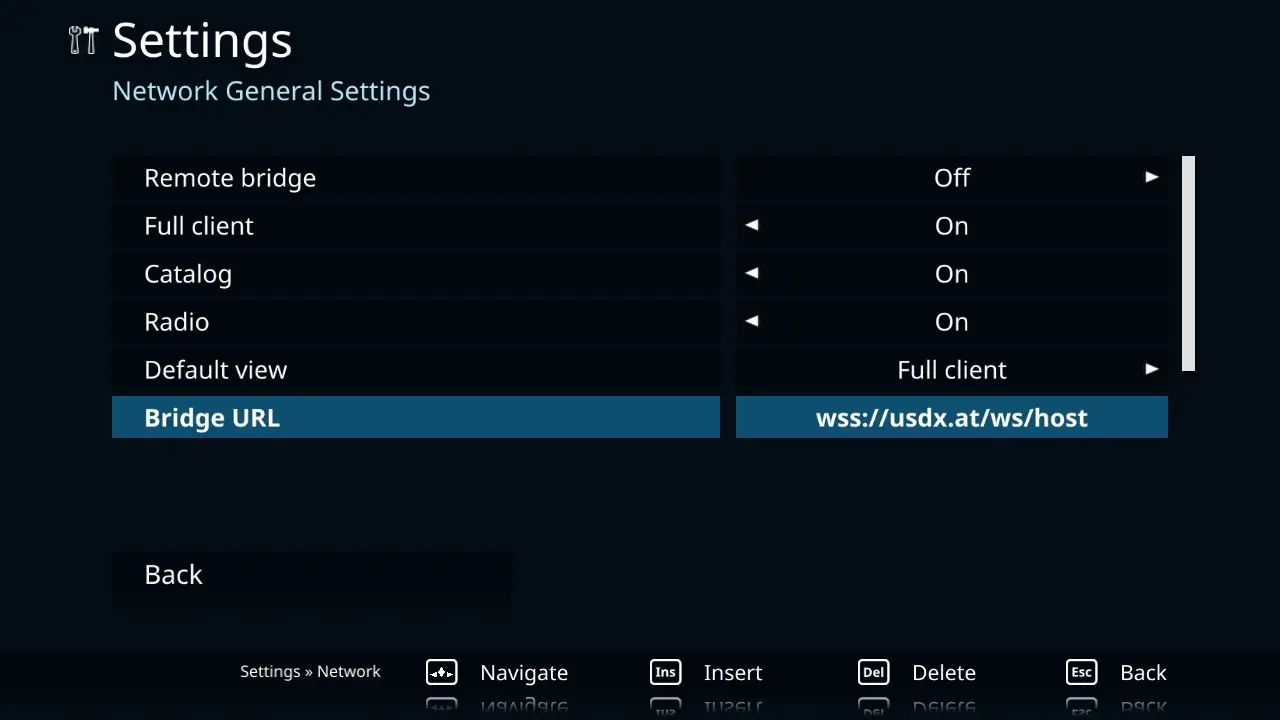 Settings
Network General Settings
Remote bridge Off
Full client On
Catalog On
Radio On
Default view Full client
Bridge URL wss://usdx.at/ws/host
Back
Settings » Network Navigate Ins Insert Del Delete Esc Back